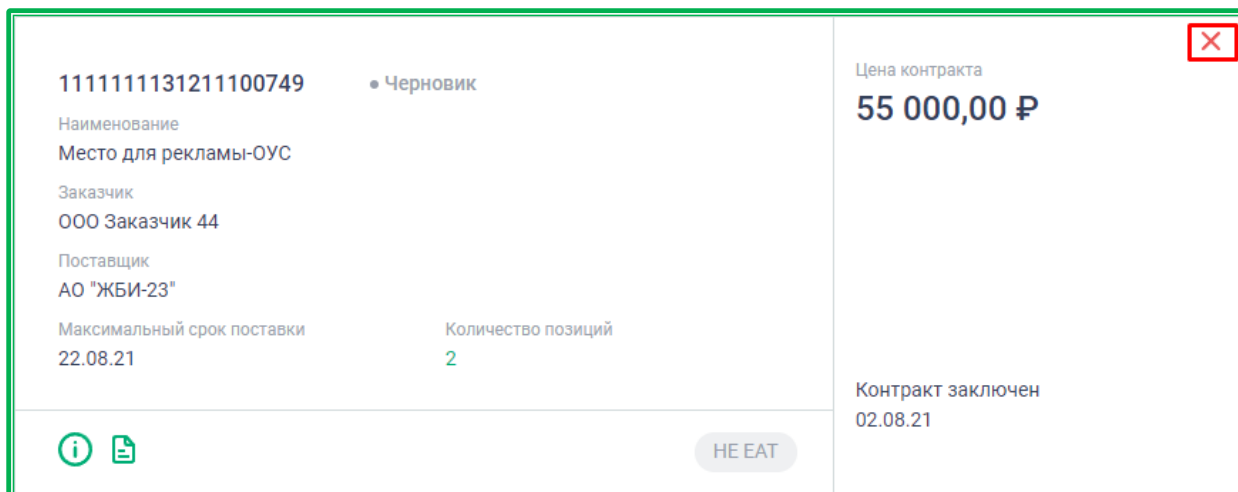 1111111131211100749 • Черновик
Наименование
Место для рекламы-ОУС
Заказчик
ООО Заказчик 44
Поставщик
АО "ЖБИ-23"
Максимальный срок поставки Количество позиций
22.08.21 2
НЕ ЕАТ
Цена контракта
55 000,00 ₽
Контракт заключен
02.08.21